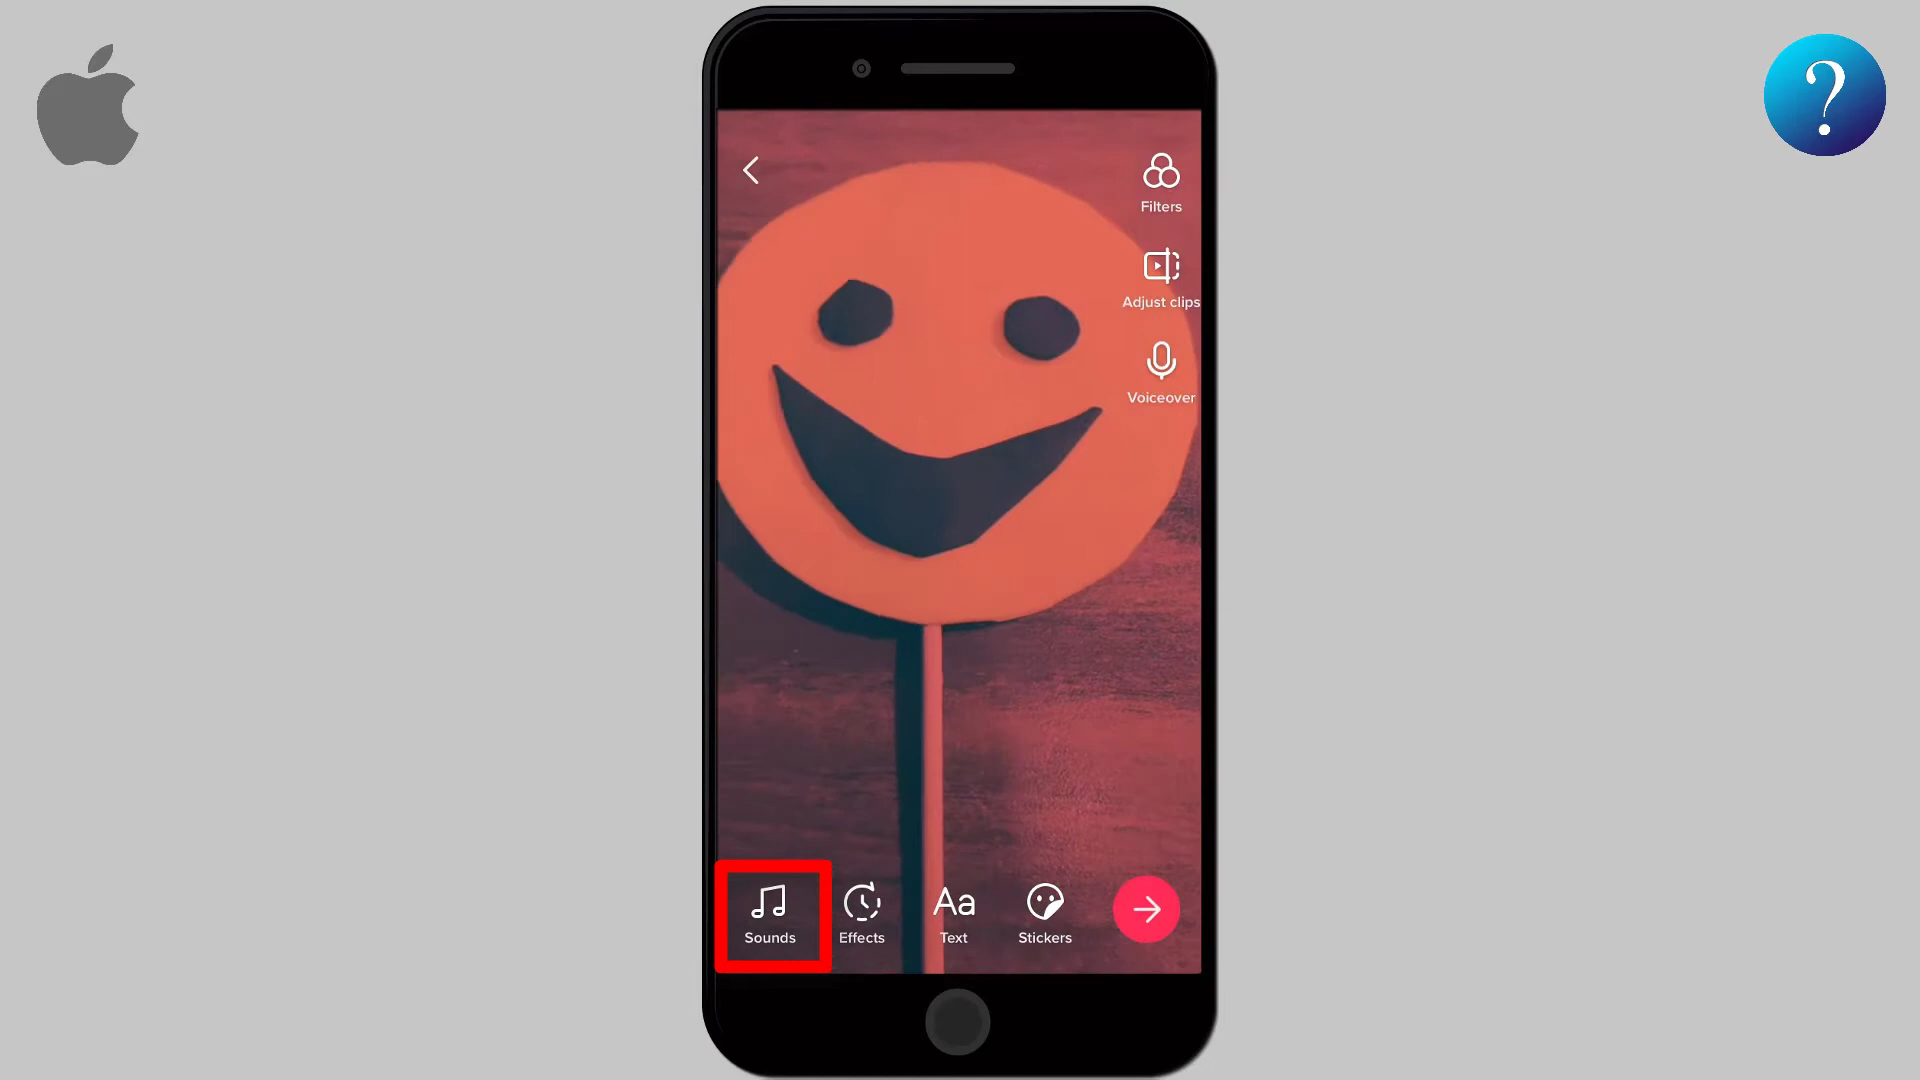 ?
Filters
Adjust clips
Voiceover
Sounds
Effects
Aa
Text
Stickers